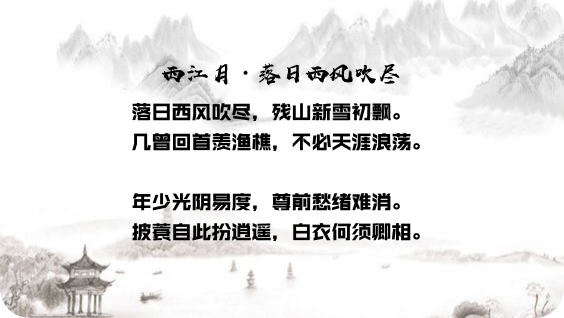 西江月·落日西风吹尽
落日西风吹尽，残山新雪初飘。
几曾回首羡渔樵，不必天涯浪荡。
年少光阴易度，尊前愁绪难消。
披蓑自此扮逍遥，白衣何须卿相。